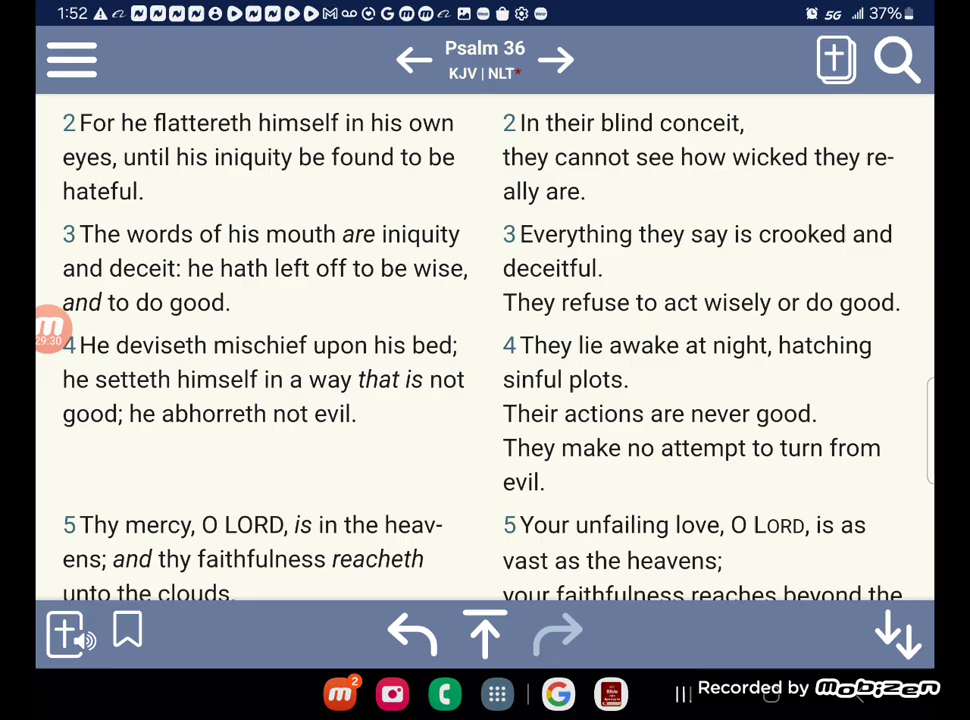 1:52
5G
37%
Psalm 36
KJV | NLT*
2 For he flattereth himself in his own
eyes, until his iniquity be found to be
hateful.
3 The words of his mouth are iniquity
and deceit: he hath left off to be wise,
and to do good.
29:30
4 He deviseth mischief upon his bed;
he setteth himself in a way that is not
good; he abhorreth not evil.
5 Thy mercy, O LORD, is in the heav-
ens; and thy faithfulness reacheth
unto the clouds.
2 In their blind conceit,
they cannot see how wicked they re-
ally are.
3 Everything they say is crooked and
deceitful.
They refuse to act wisely or do good.
4 They lie awake at night, hatching
sinful plots.
Their actions are never good.
They make no attempt to turn from
evil.
5 Your unfailing love, O LORD, is as
vast as the heavens;
your faithfulness reaches beyond the
2
Recorded by mobizen